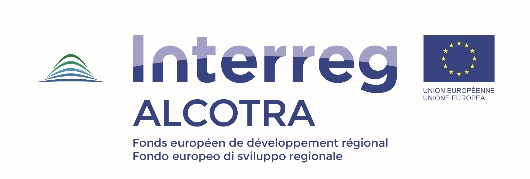 Interreg
ALCOTRA
Fonds européen de développement régional
Fondo europeo di sviluppo regionale
UNION EUROPÉENNE
UNIONE EUROPEA